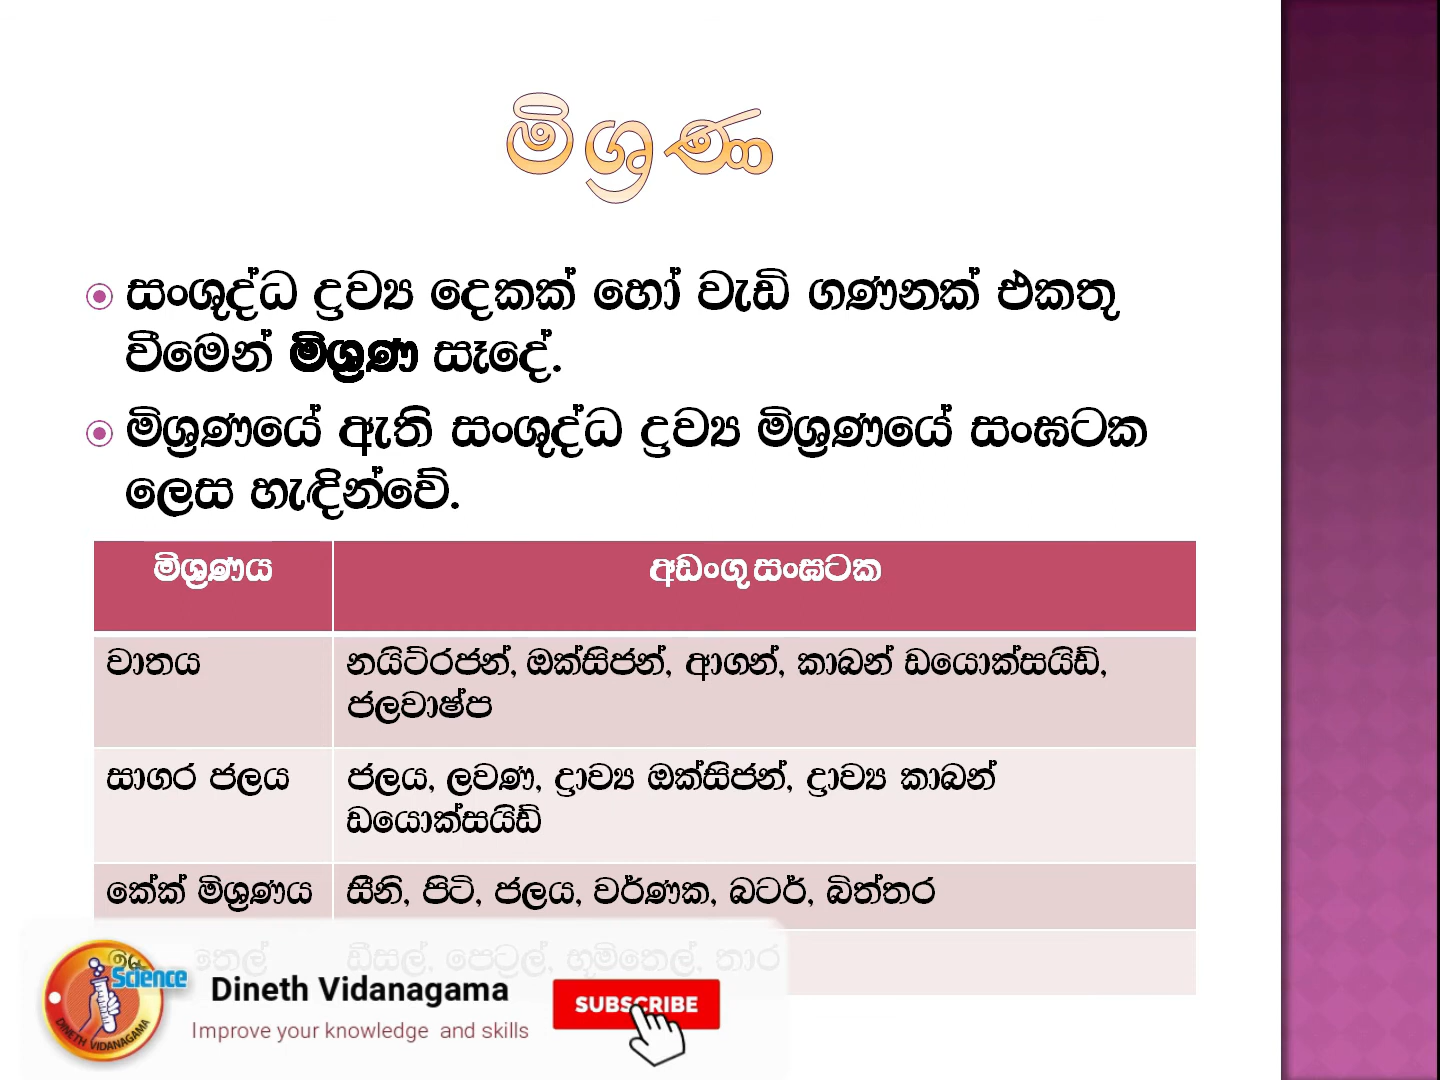 මිශ්‍රණ
සංශුද්ධ ද්‍රව්‍ය දෙකක් හෝ වැඩි ගණනක් එකතු
වීමෙන් මිශ්‍රණ සෑදේ.
මිශ්‍රණයේ ඇති සංශුද්ධ ද්‍රව්‍ය මිශ්‍රණයේ සංඝටක
ලෙස හැඳින්වේ.
මිශ්‍රණය අඩංගු සංඝටක
වාතය නයිට්රජන්, ඔක්සිජන්, ආගන්, කාබන් ඩයොක්සයිඩ්,
ජලවාෂ්ප
සාගර ජලය ජලය, ලවණ, ද්‍රාව්‍ය ඔක්සිජන්, ද්‍රාව්‍ය කාබන්
ඩයොක්සයිඩ්
කේක් මිශ්‍රණය සීනි, පිටි, ජලය, වර්ණක, බටර්, බිත්තර
තෙල් ඩීසල්, පෙට්‍රල්, භූමිතෙල්, තාර
Science
DINETH VIDANAGAMA
Dineth Vidanagama
Improve your knowledge and skills
SUBSCRIBE